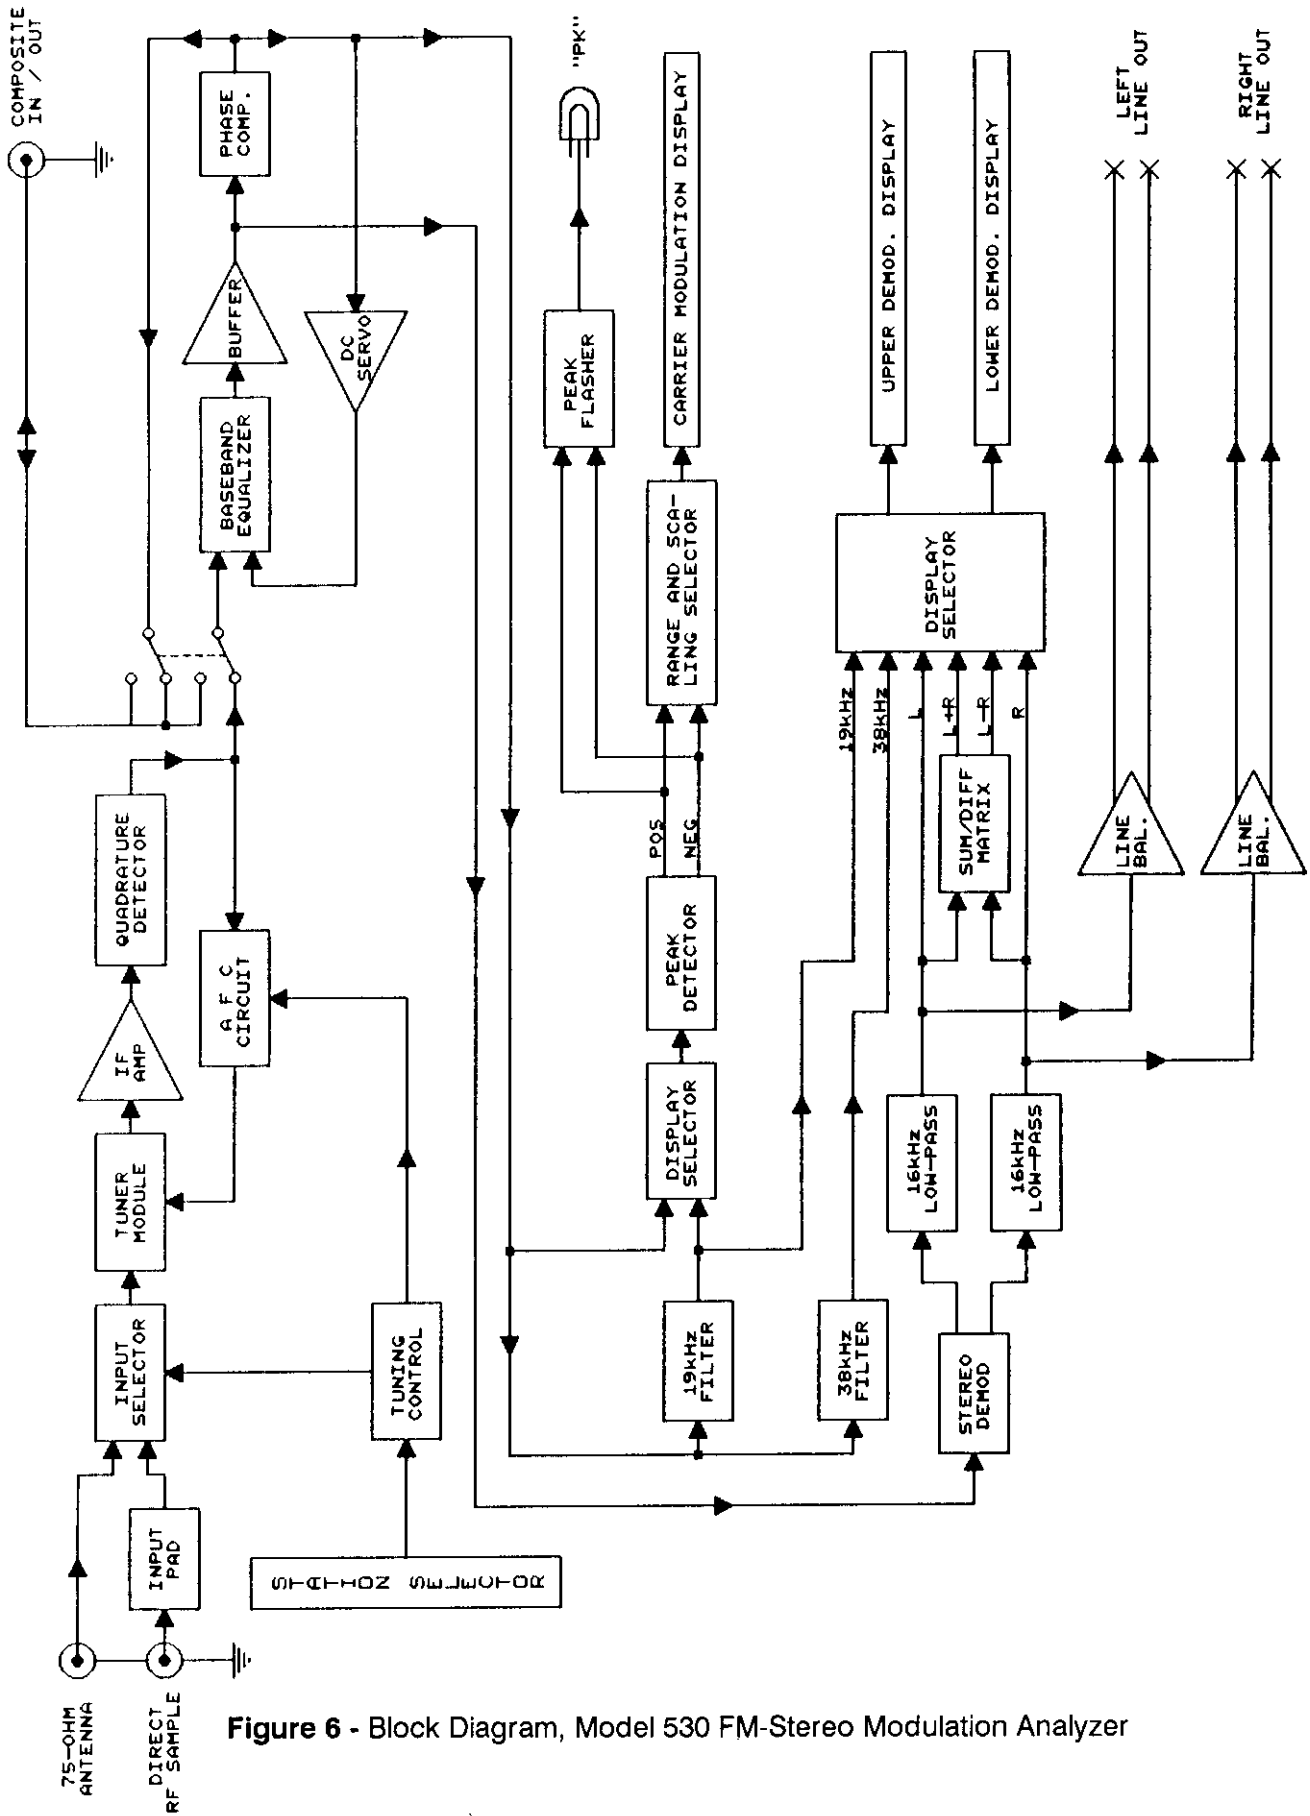 75-OHM
ANTENNA
DIRECT
RF SAMPLE
INPUT
PAD
INPUT
SELECTOR
TUNER
MODULE
IF
AMP
QUADRATURE
DETECTOR
A F C
CIRCUIT
STATION SELECTOR
TUNING
CONTROL
COMPOSITE
IN / OUT
BASEBAND
EQUALIZER
BUFFER
PHASE
COMP.
DC
SERVO
19kHz
FILTER
DISPLAY
SELECTOR
PEAK
DETECTOR
POS
NEG
RANGE AND SCA-
LING SELECTOR
PEAK
FLASHER
"PK"
CARRIER MODULATION DISPLAY
38kHz
FILTER
STEREO
DEMOD
16kHz
LOW-PASS
16kHz
LOW-PASS
SUM/DIFF
MATRIX
19kHz
38kHz
L
L+R
L-R
R
DISPLAY
SELECTOR
UPPER DEMOD. DISPLAY
LOWER DEMOD. DISPLAY
LINE
BAL.
LINE
BAL.
LEFT
LINE OUT
RIGHT
LINE OUT
Figure 6 - Block Diagram, Model 530 FM-Stereo Modulation Analyzer